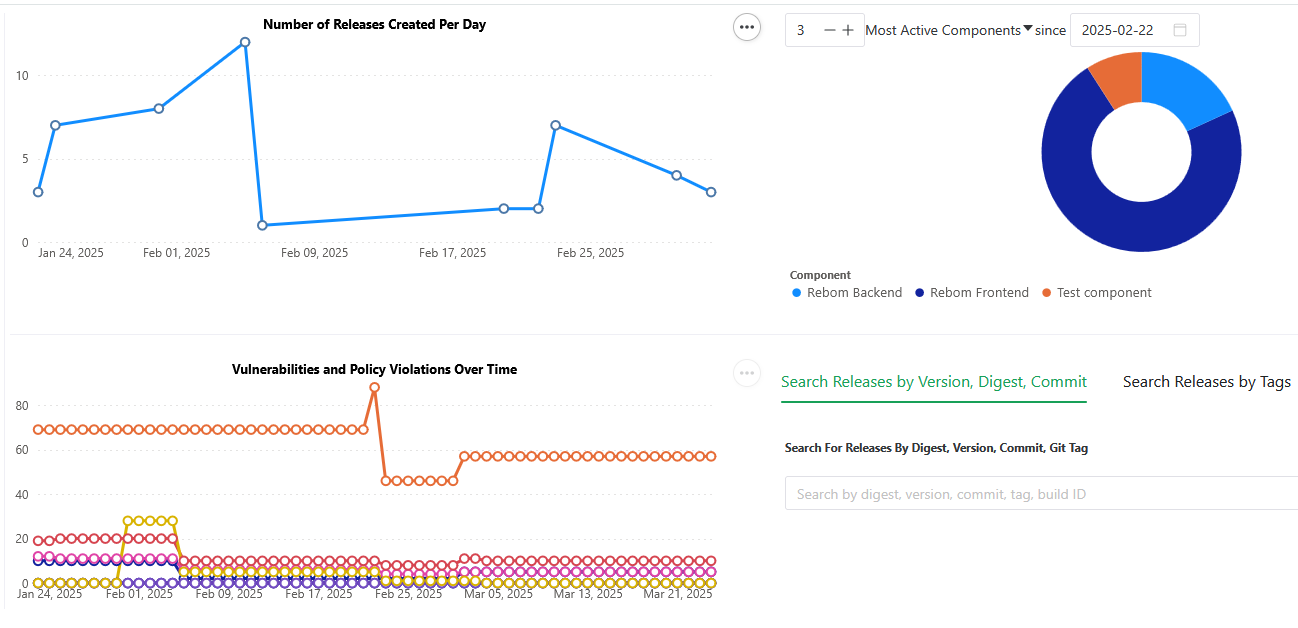 Number of Releases Created Per Day
10
5
0
Jan 24, 2025 Feb 01, 2025 Feb 09, 2025 Feb 17, 2025 Feb 25, 2025
3 Most Active Components since 2025-02-22
Component
Rebom Backend Rebom Frontend Test component
Vulnerabilities and Policy Violations Over Time
80
60
40
20
0
Jan 24, 2025 Feb 01, 2025 Feb 09, 2025 Feb 17, 2025 Feb 25, 2025 Mar 05, 2025 Mar 13, 2025 Mar 21, 2025
Search Releases by Version, Digest, Commit Search Releases by Tags
Search For Releases By Digest, Version, Commit, Git Tag
Search by digest, version, commit, tag, build ID